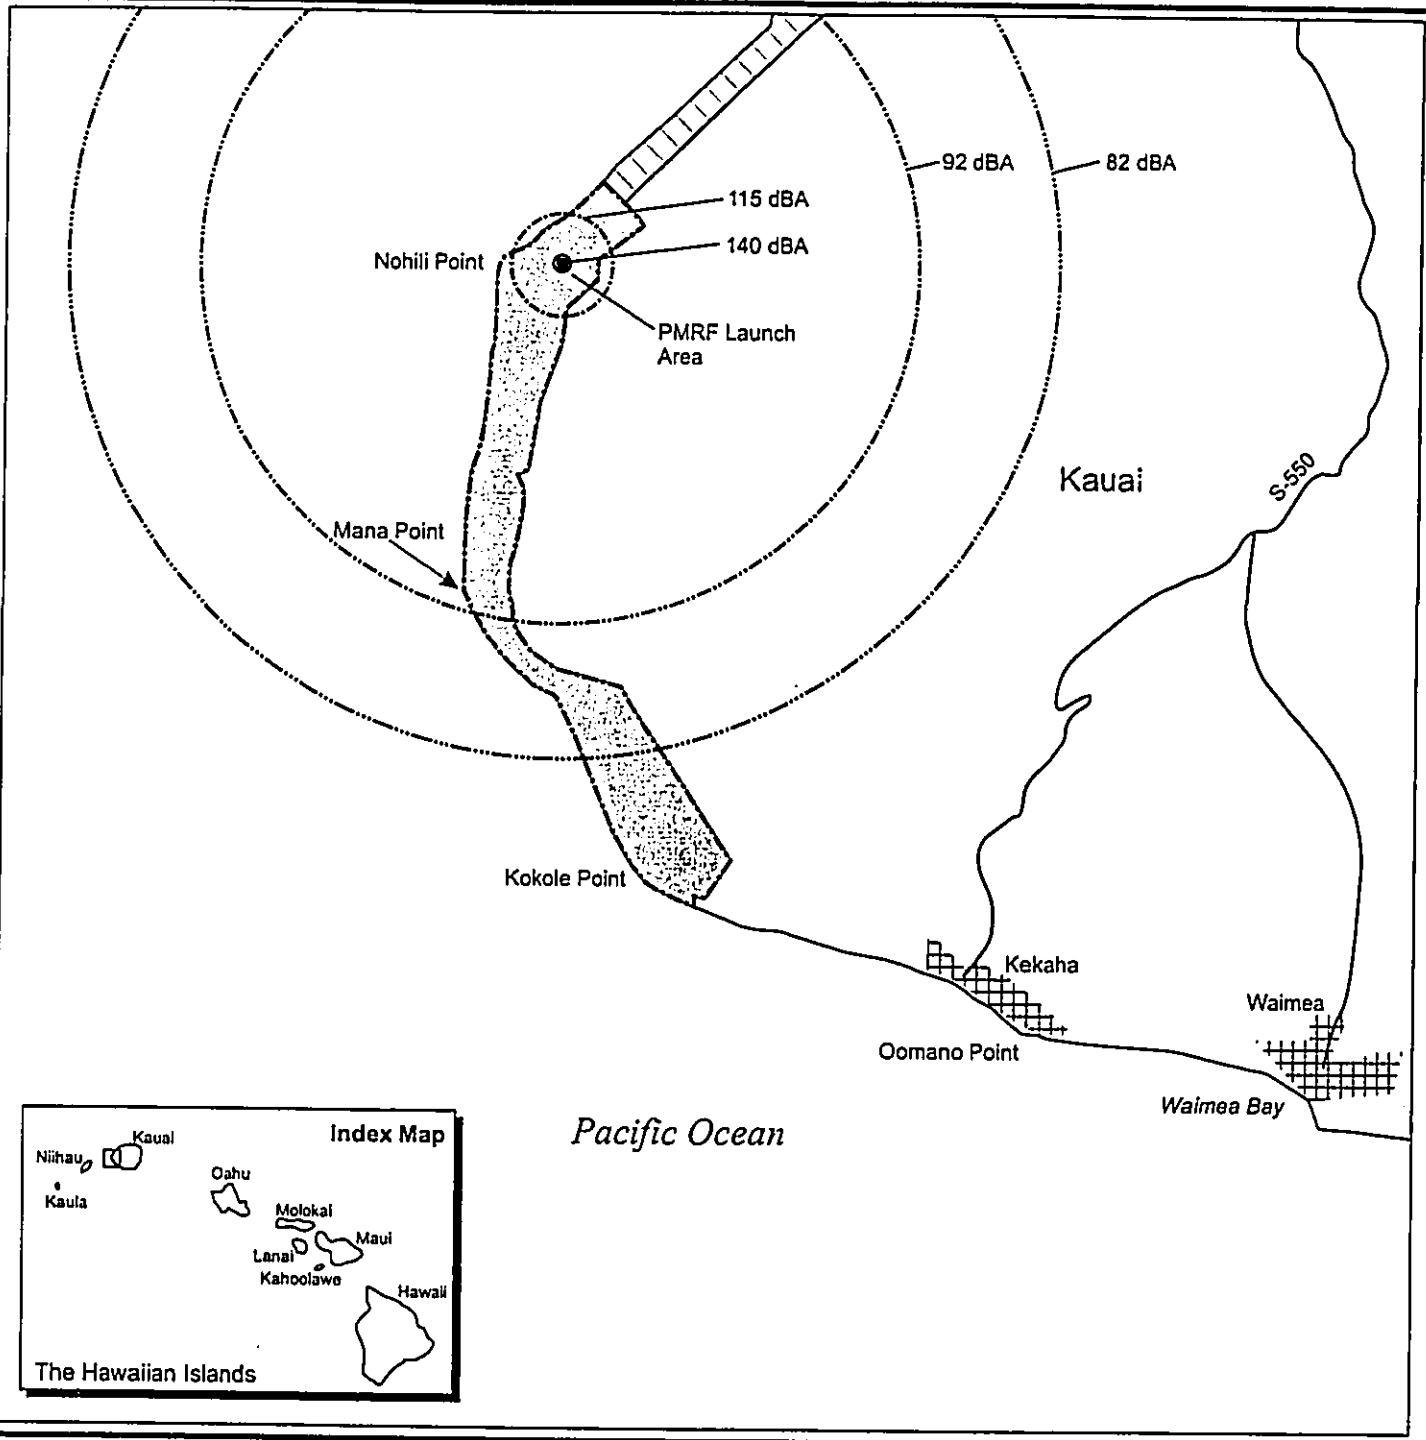 92 dBA
82 dBA
115 dBA
140 dBA
Nohili Point
PMRF Launch
Area
Kauai
S-550
Mana Point
Kokole Point
Kekaha
Waimea
Oomano Point
Waimea Bay
Pacific Ocean
Index Map
Kauai
Niihau
Kaula
Oahu
Molokai
Maui
Lanai
Kahoolawe
Hawaii
The Hawaiian Islands